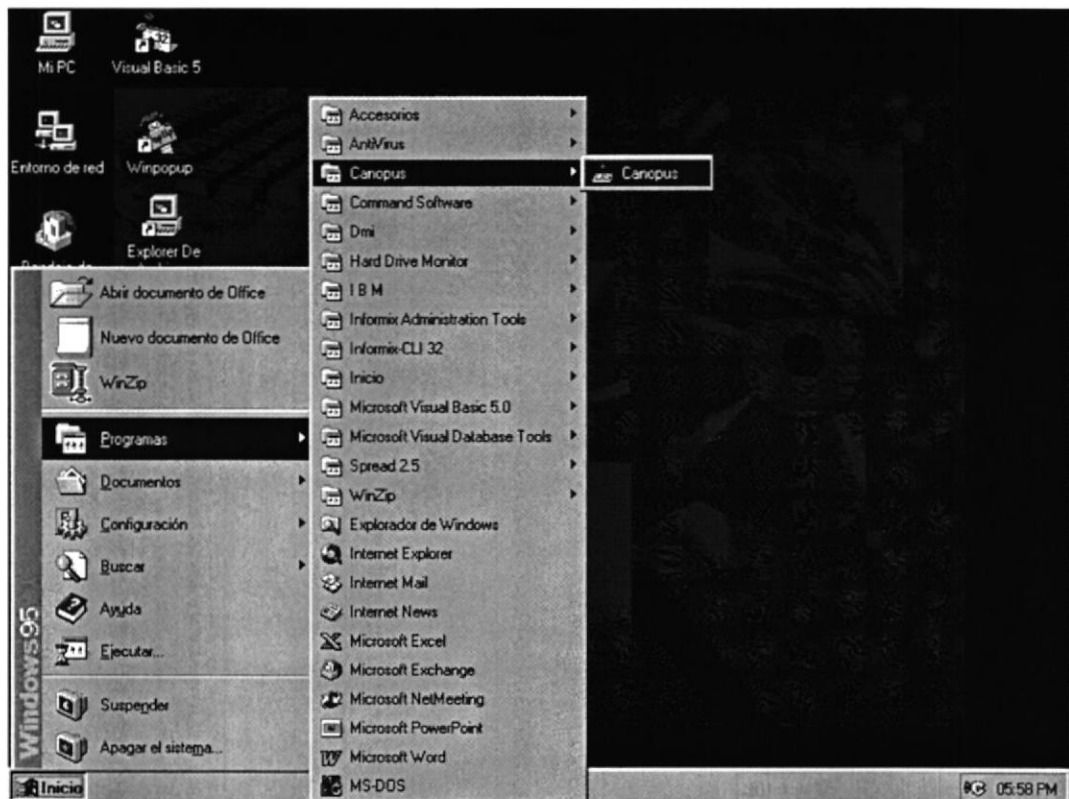 Mi PC
Visual Basic 5
Entorno de red
Winpopup
Explorer De
Abrir documento de Office
Nuevo documento de Office
WinZip
Programas
Documentos
Configuración
Buscar
Ayuda
Ejecutar...
Suspender
Apagar el sistema...
Windows95
Accesorios
AntiVirus
Canopus
Command Software
Dmi
Hard Drive Monitor
I B M
Informix Administration Tools
Informix-CLI 32
Inicio
Microsoft Visual Basic 5.0
Microsoft Visual Database Tools
Spread 2.5
WinZip
Explorador de Windows
Internet Explorer
Internet Mail
Internet News
Microsoft Excel
Microsoft Exchange
Microsoft NetMeeting
Microsoft PowerPoint
Microsoft Word
MS-DOS
Canopus
Inicio
05:58 PM